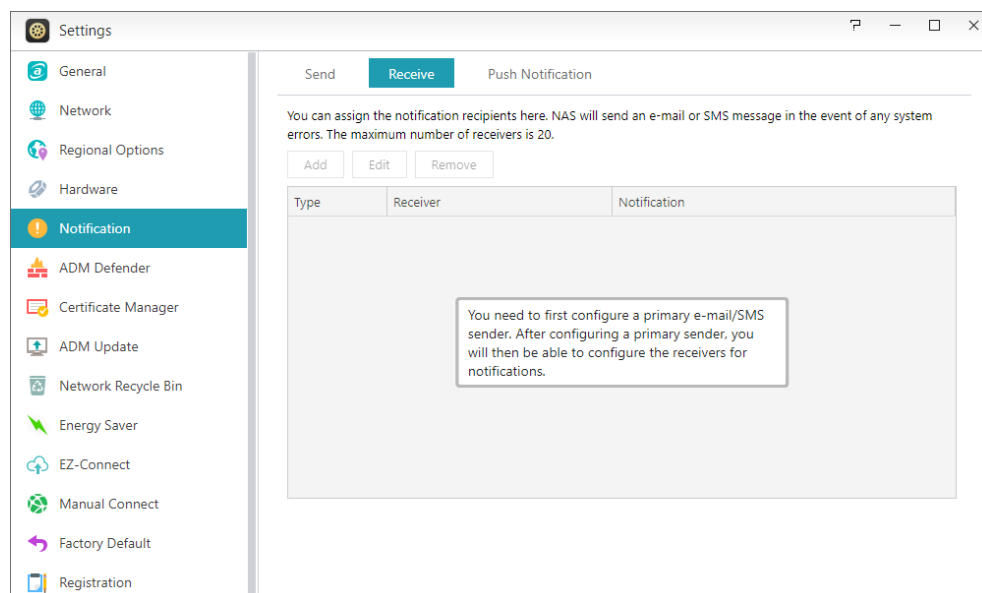 Settings
General
Network
Regional Options
Hardware
Notification
ADM Defender
Certificate Manager
ADM Update
Network Recycle Bin
Energy Saver
EZ-Connect
Manual Connect
Factory Default
Registration
Send Receive Push Notification
You can assign the notification recipients here. NAS will send an e-mail or SMS message in the event of any system
errors. The maximum number of receivers is 20.
Add Edit Remove
Type Receiver Notification
You need to first configure a primary e-mail/SMS
sender. After configuring a primary sender, you
will then be able to configure the receivers for
notifications.